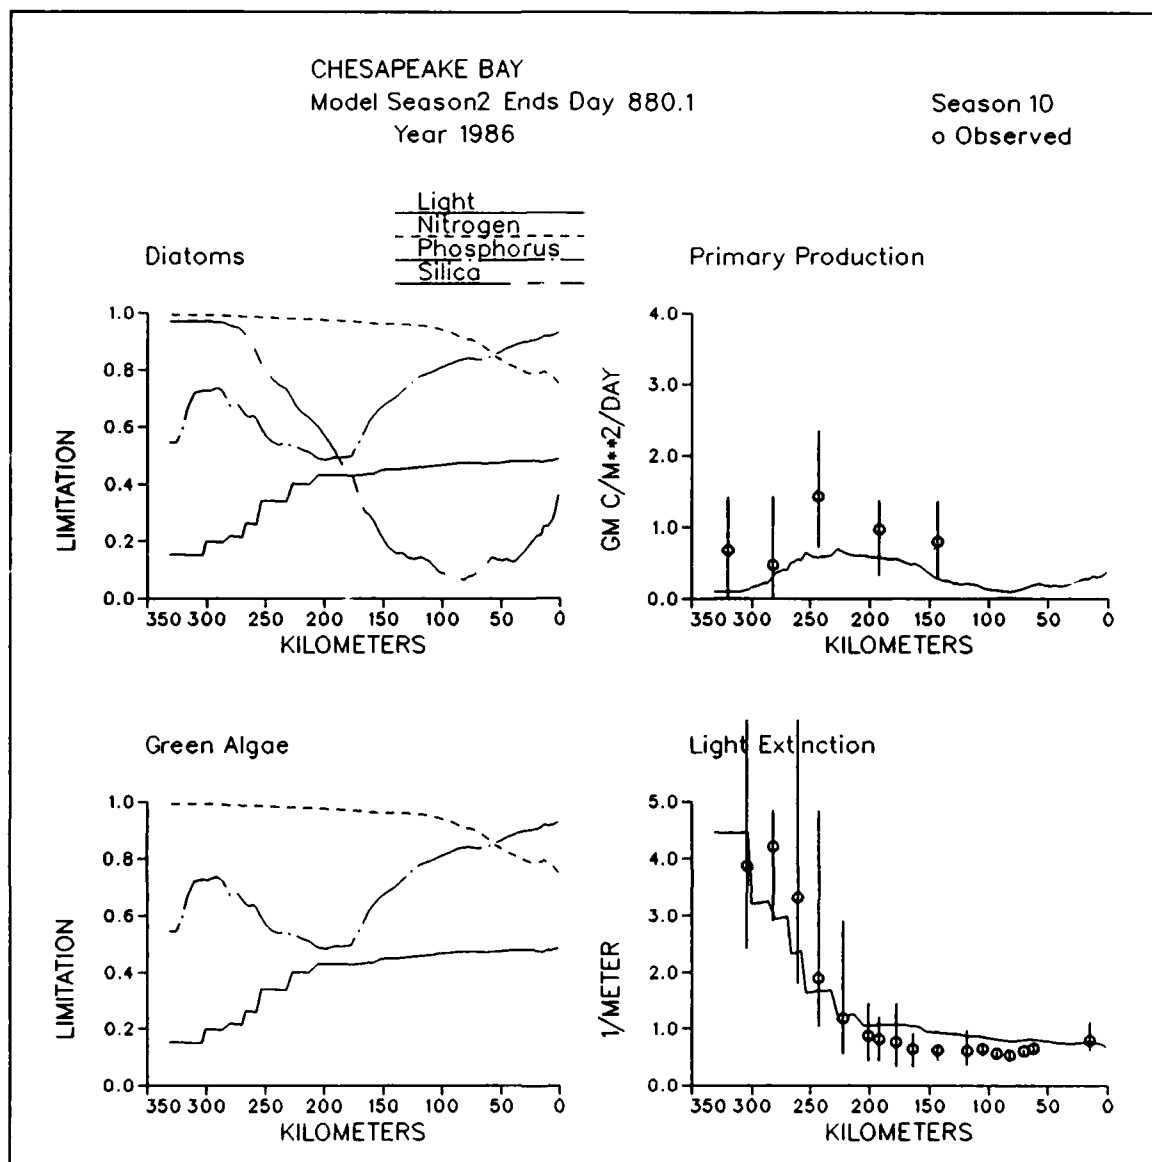 CHESAPEAKE BAY
Model Season2 Ends Day 880.1
Year 1986
Season 10
o Observed
Light
Nitrogen
Phosphorus
Silica
Diatoms
1.0
0.8
0.6
0.4
0.2
0.0
LIMITATION
350 300 250 200 150 100 50 0
KILOMETERS
Primary Production
4.0
3.0
2.0
1.0
0.0
GM C/M**2/DAY
350 300 250 200 150 100 50 0
KILOMETERS
Green Algae
1.0
0.8
0.6
0.4
0.2
0.0
LIMITATION
350 300 250 200 150 100 50 0
KILOMETERS
Light Extinction
5.0
4.0
3.0
2.0
1.0
0.0
1/METER
350 300 250 200 150 100 50 0
KILOMETERS